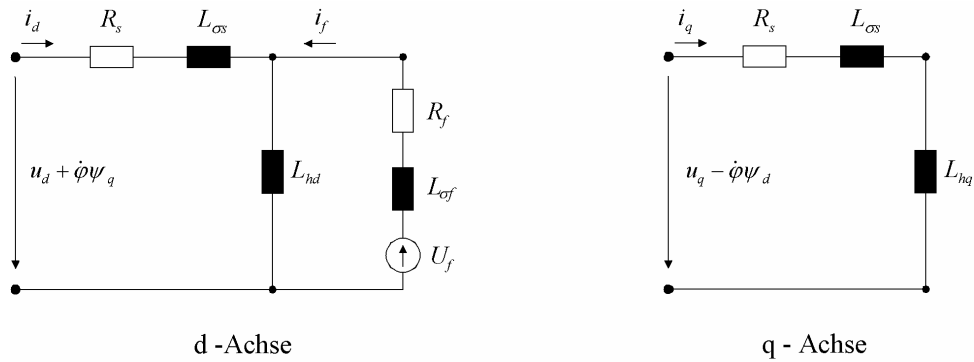 i_d R_s L_σs i_f
R_f
u_d + φ̇ψ_q L_hd L_σf
U_f
d -Achse
i_q R_s L_σs
u_q − φ̇ψ_d L_hq
q - Achse